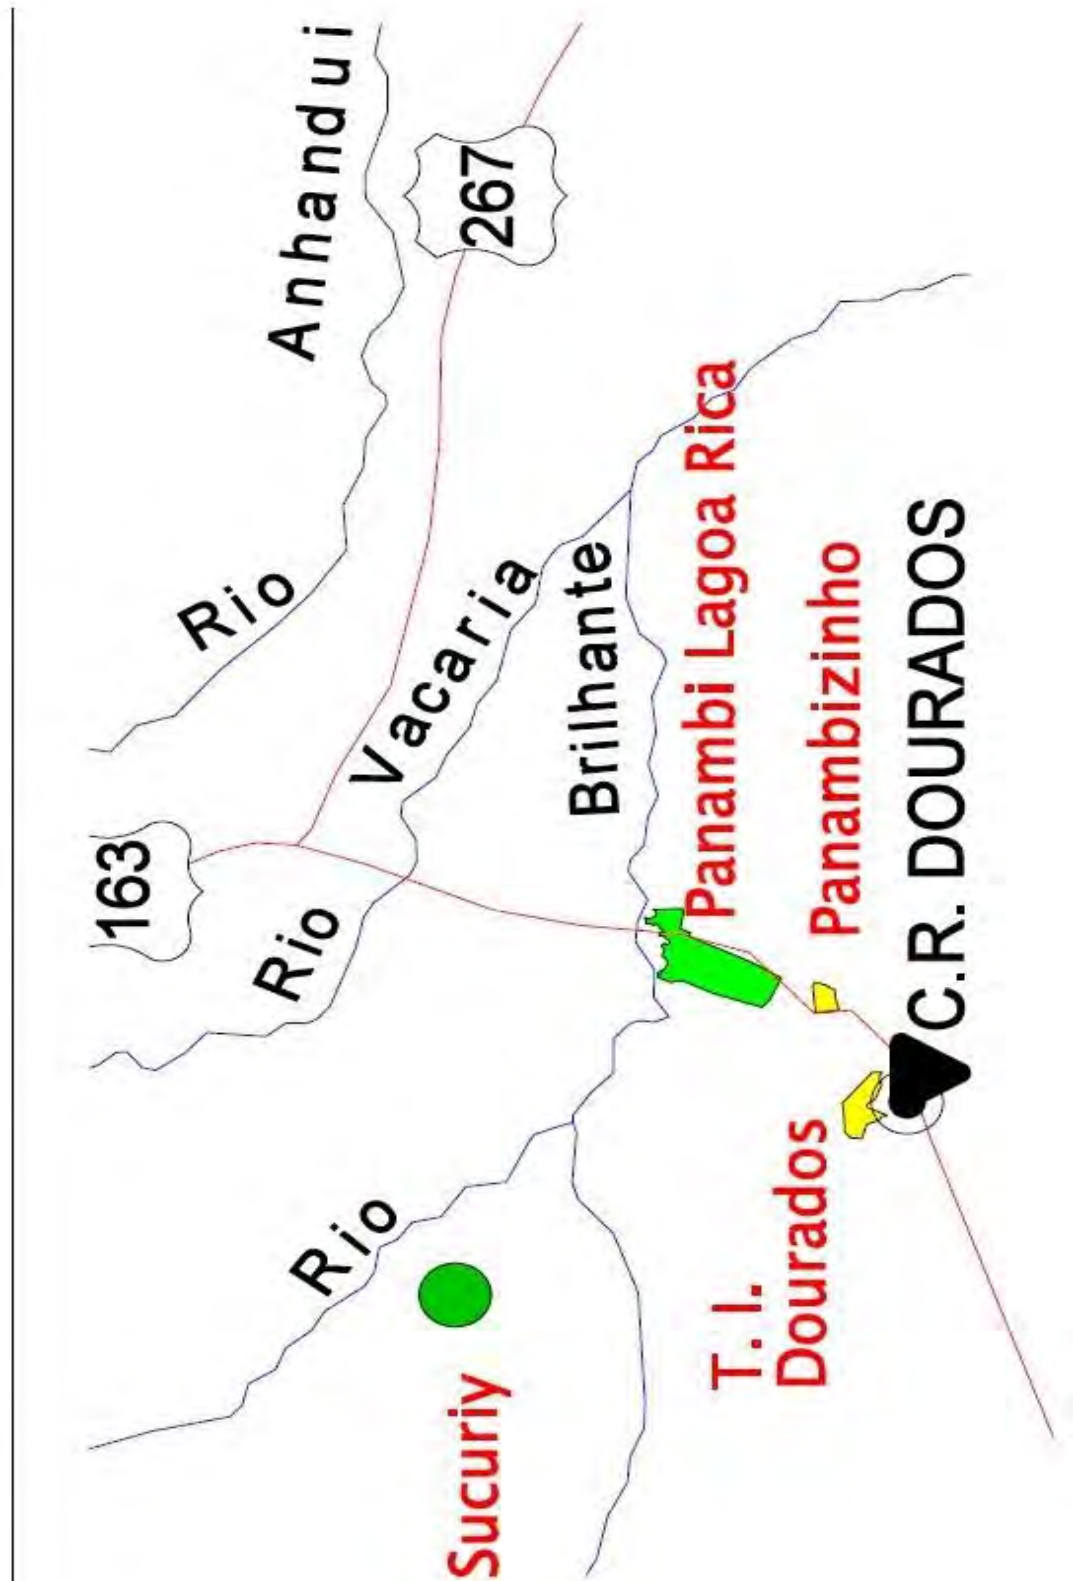 163
Rio Anhandui
Rio Vacaria
Rio Brilhante
267
Sucuriy
Panambi Lagoa Rica
T. I.
Dourados
Panambizinho
C.R. DOURADOS